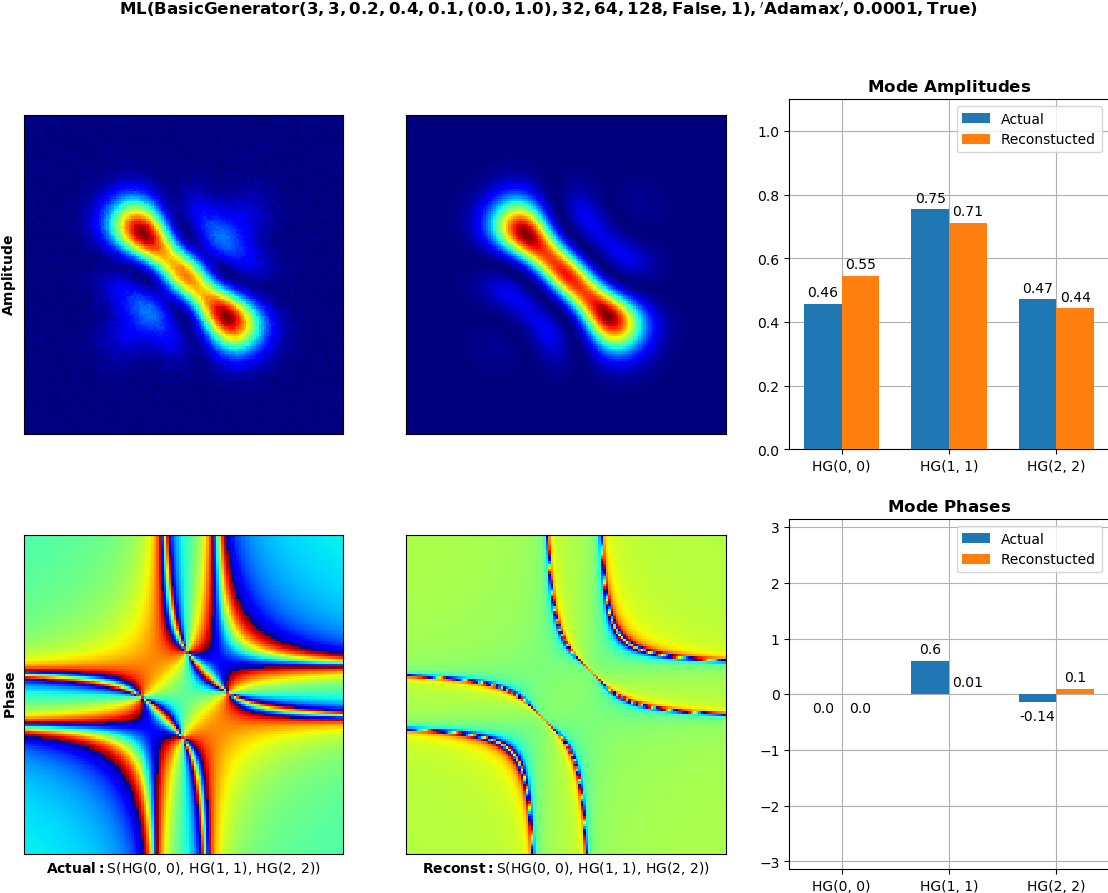 ML(BasicGenerator(3, 3, 0.2, 0.4, 0.1, (0.0, 1.0), 32, 64, 128, False, 1), 'Adamax', 0.0001, True)
Amplitude
Mode Amplitudes
Actual
Reconstucted
1.0
0.8
0.6
0.4
0.2
0.0
0.46
0.55
0.75
0.71
0.47
0.44
HG(0, 0)
HG(1, 1)
HG(2, 2)
Phase
Actual: S(HG(0, 0), HG(1, 1), HG(2, 2))
Reconst: S(HG(0, 0), HG(1, 1), HG(2, 2))
Mode Phases
Actual
Reconstucted
3
2
1
0
−1
−2
−3
0.0
0.0
0.6
0.01
-0.14
0.1
HG(0, 0)
HG(1, 1)
HG(2, 2)